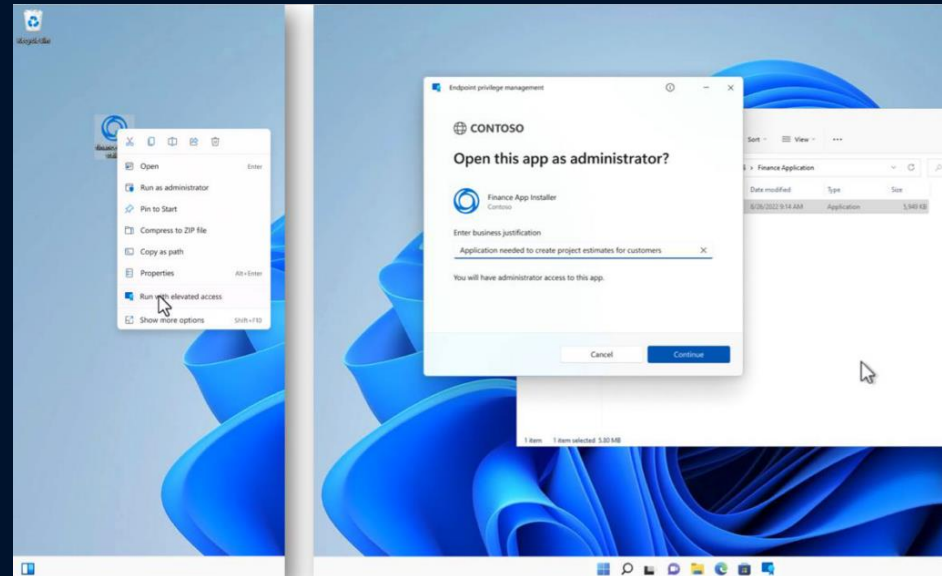 Recycle Bin
Open Enter
Run as administrator
Pin to Start
Compress to ZIP file
Copy as path
Properties Alt+Enter
Run with elevated access
Show more options Shift+F10
Endpoint privilege management
CONTOSO
Open this app as administrator?
Finance App Installer
Contoso
Enter business justification
Application needed to create project estimates for customers
You will have administrator access to this app.
Cancel Continue
Sort View
Finance Application
Date modified Type Size
8/26/2022 9:14 AM Application 5,949 KB
1 item 1 item selected 5.80 MB